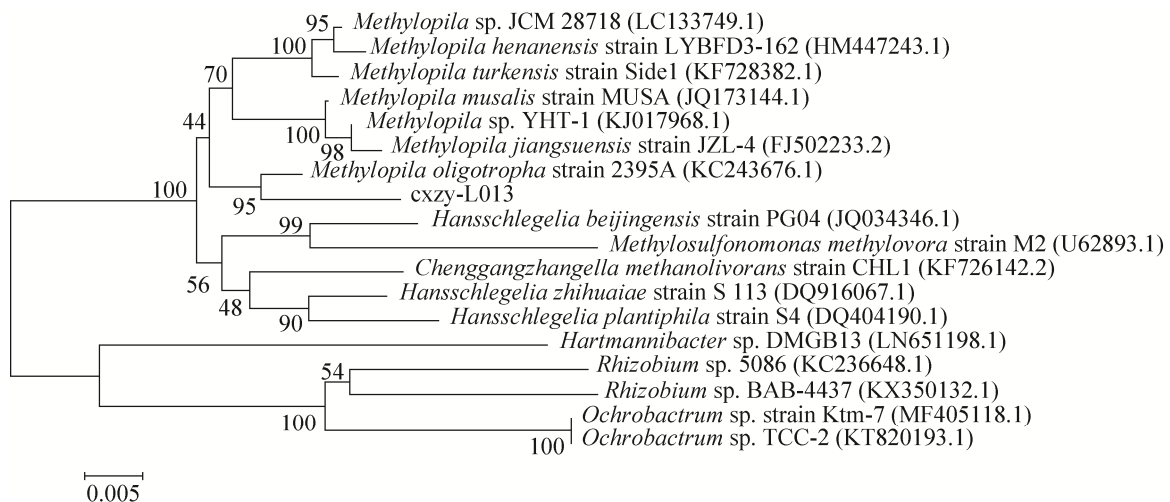 95
Methylopila sp. JCM 28718 (LC133749.1)
100
Methylopila henanensis strain LYBFD3-162 (HM447243.1)
70
Methylopila turkensis strain Side1 (KF728382.1)
Methylopila musalis strain MUSA (JQ173144.1)
44
100
Methylopila sp. YHT-1 (KJ017968.1)
98
Methylopila jiangsuensis strain JZL-4 (FJ502233.2)
Methylopila oligotropha strain 2395A (KC243676.1)
100
95
cxzy-L013
99
Hansschlegelia beijingensis strain PG04 (JQ034346.1)
Methylosulfonomonas methylovora strain M2 (U62893.1)
56
Chenggangzhangella methanolivorans strain CHL1 (KF726142.2)
48
Hansschlegelia zhihuaiae strain S 113 (DQ916067.1)
90
Hansschlegelia plantiphila strain S4 (DQ404190.1)
Hartmannibacter sp. DMGB13 (LN651198.1)
54
Rhizobium sp. 5086 (KC236648.1)
Rhizobium sp. BAB-4437 (KX350132.1)
100
Ochrobactrum sp. strain Ktm-7 (MF405118.1)
100
Ochrobactrum sp. TCC-2 (KT820193.1)
0.005